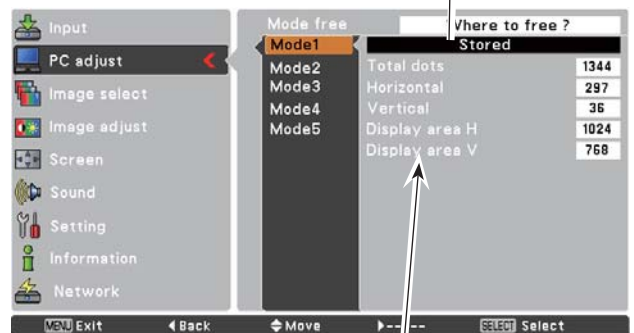 Input
PC adjust
Image select
Image adjust
Screen
Sound
Setting
Information
Network
Mode free
Where to free ?
Mode1
Mode2
Mode3
Mode4
Mode5
Stored
Total dots 1344
Horizontal 297
Vertical 36
Display area H 1024
Display area V 768
MENU Exit
Back
Move
-----
SELECT Select